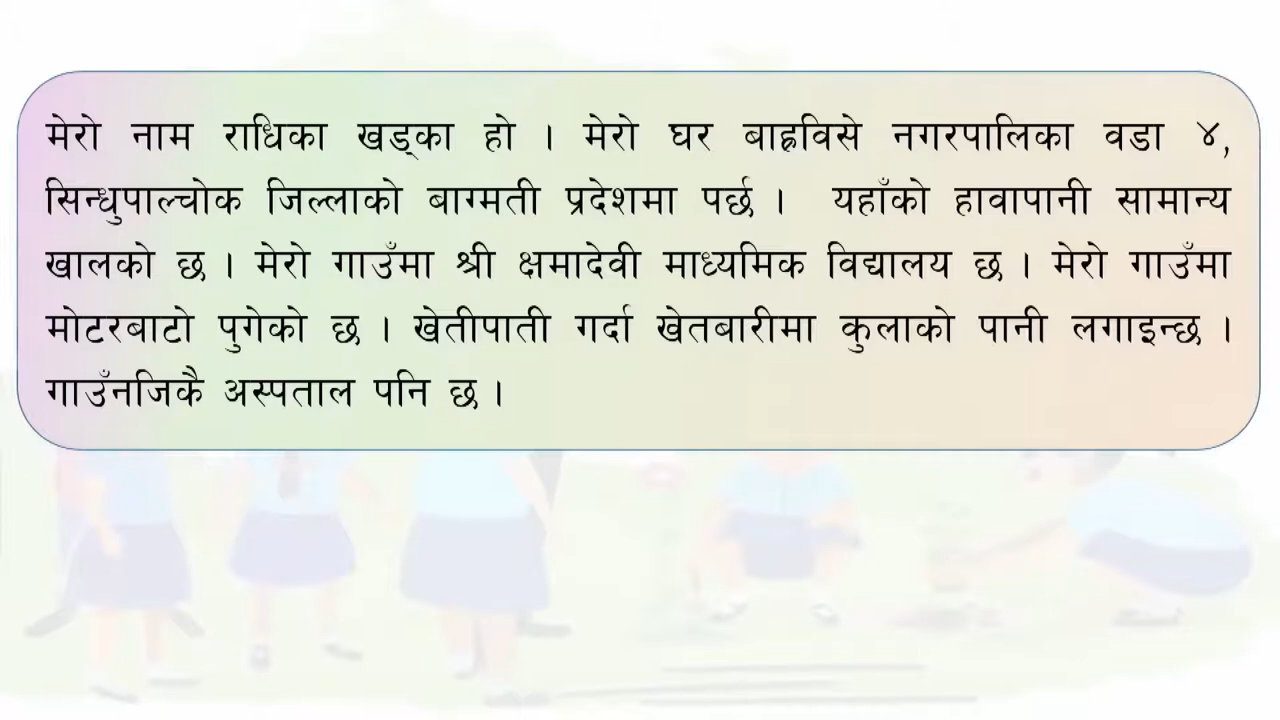 मेरो नाम राधिका खड्का हो । मेरो घर बाह्रविसे नगरपालिका वडा ४,
सिन्धुपाल्चोक जिल्लाको बाग्मती प्रदेशमा पर्छ । यहाँको हावापानी सामान्य
खालको छ । मेरो गाउँमा श्री क्षमादेवी माध्यमिक विद्यालय छ । मेरो गाउँमा
मोटरबाटो पुगेको छ । खेतीपाती गर्दा खेतबारीमा कुलाको पानी लगाइन्छ ।
गाउँनजिकै अस्पताल पनि छ ।